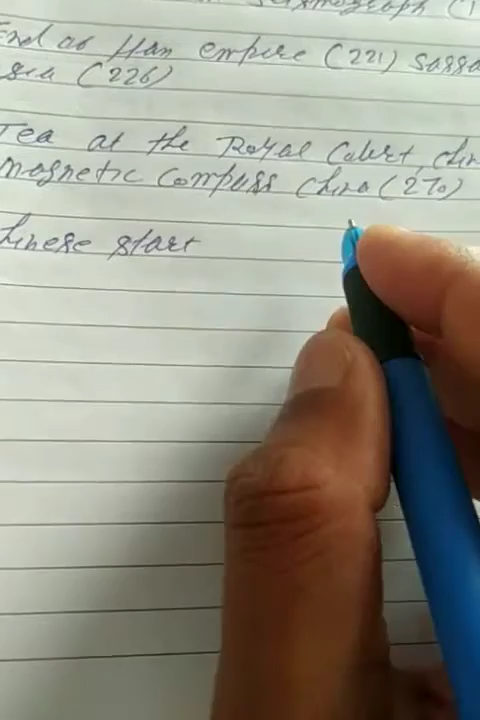 End of Han empire (221) Sassa
sia (226)
Tea at the Royal Court, chin
magnetic Compass China (270)
hinese start